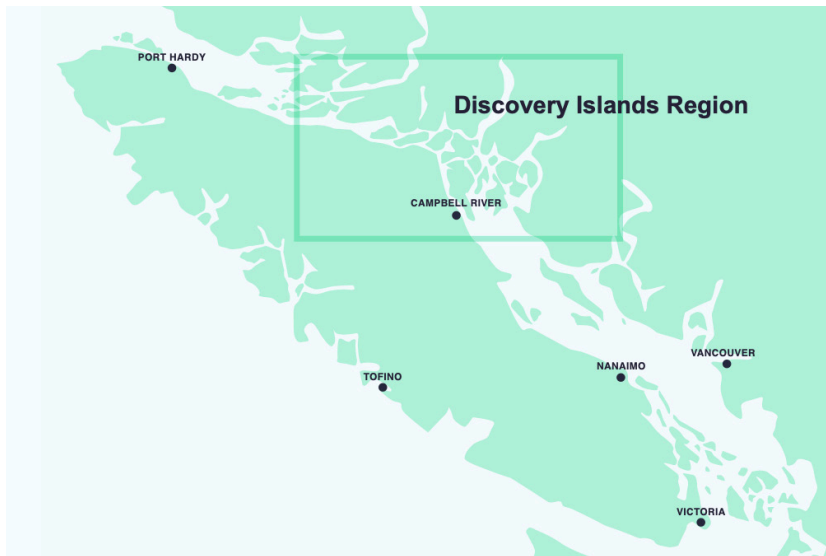 PORT HARDY
Discovery Islands Region
CAMPBELL RIVER
VANCOUVER
NANAIMO
TOFINO
VICTORIA